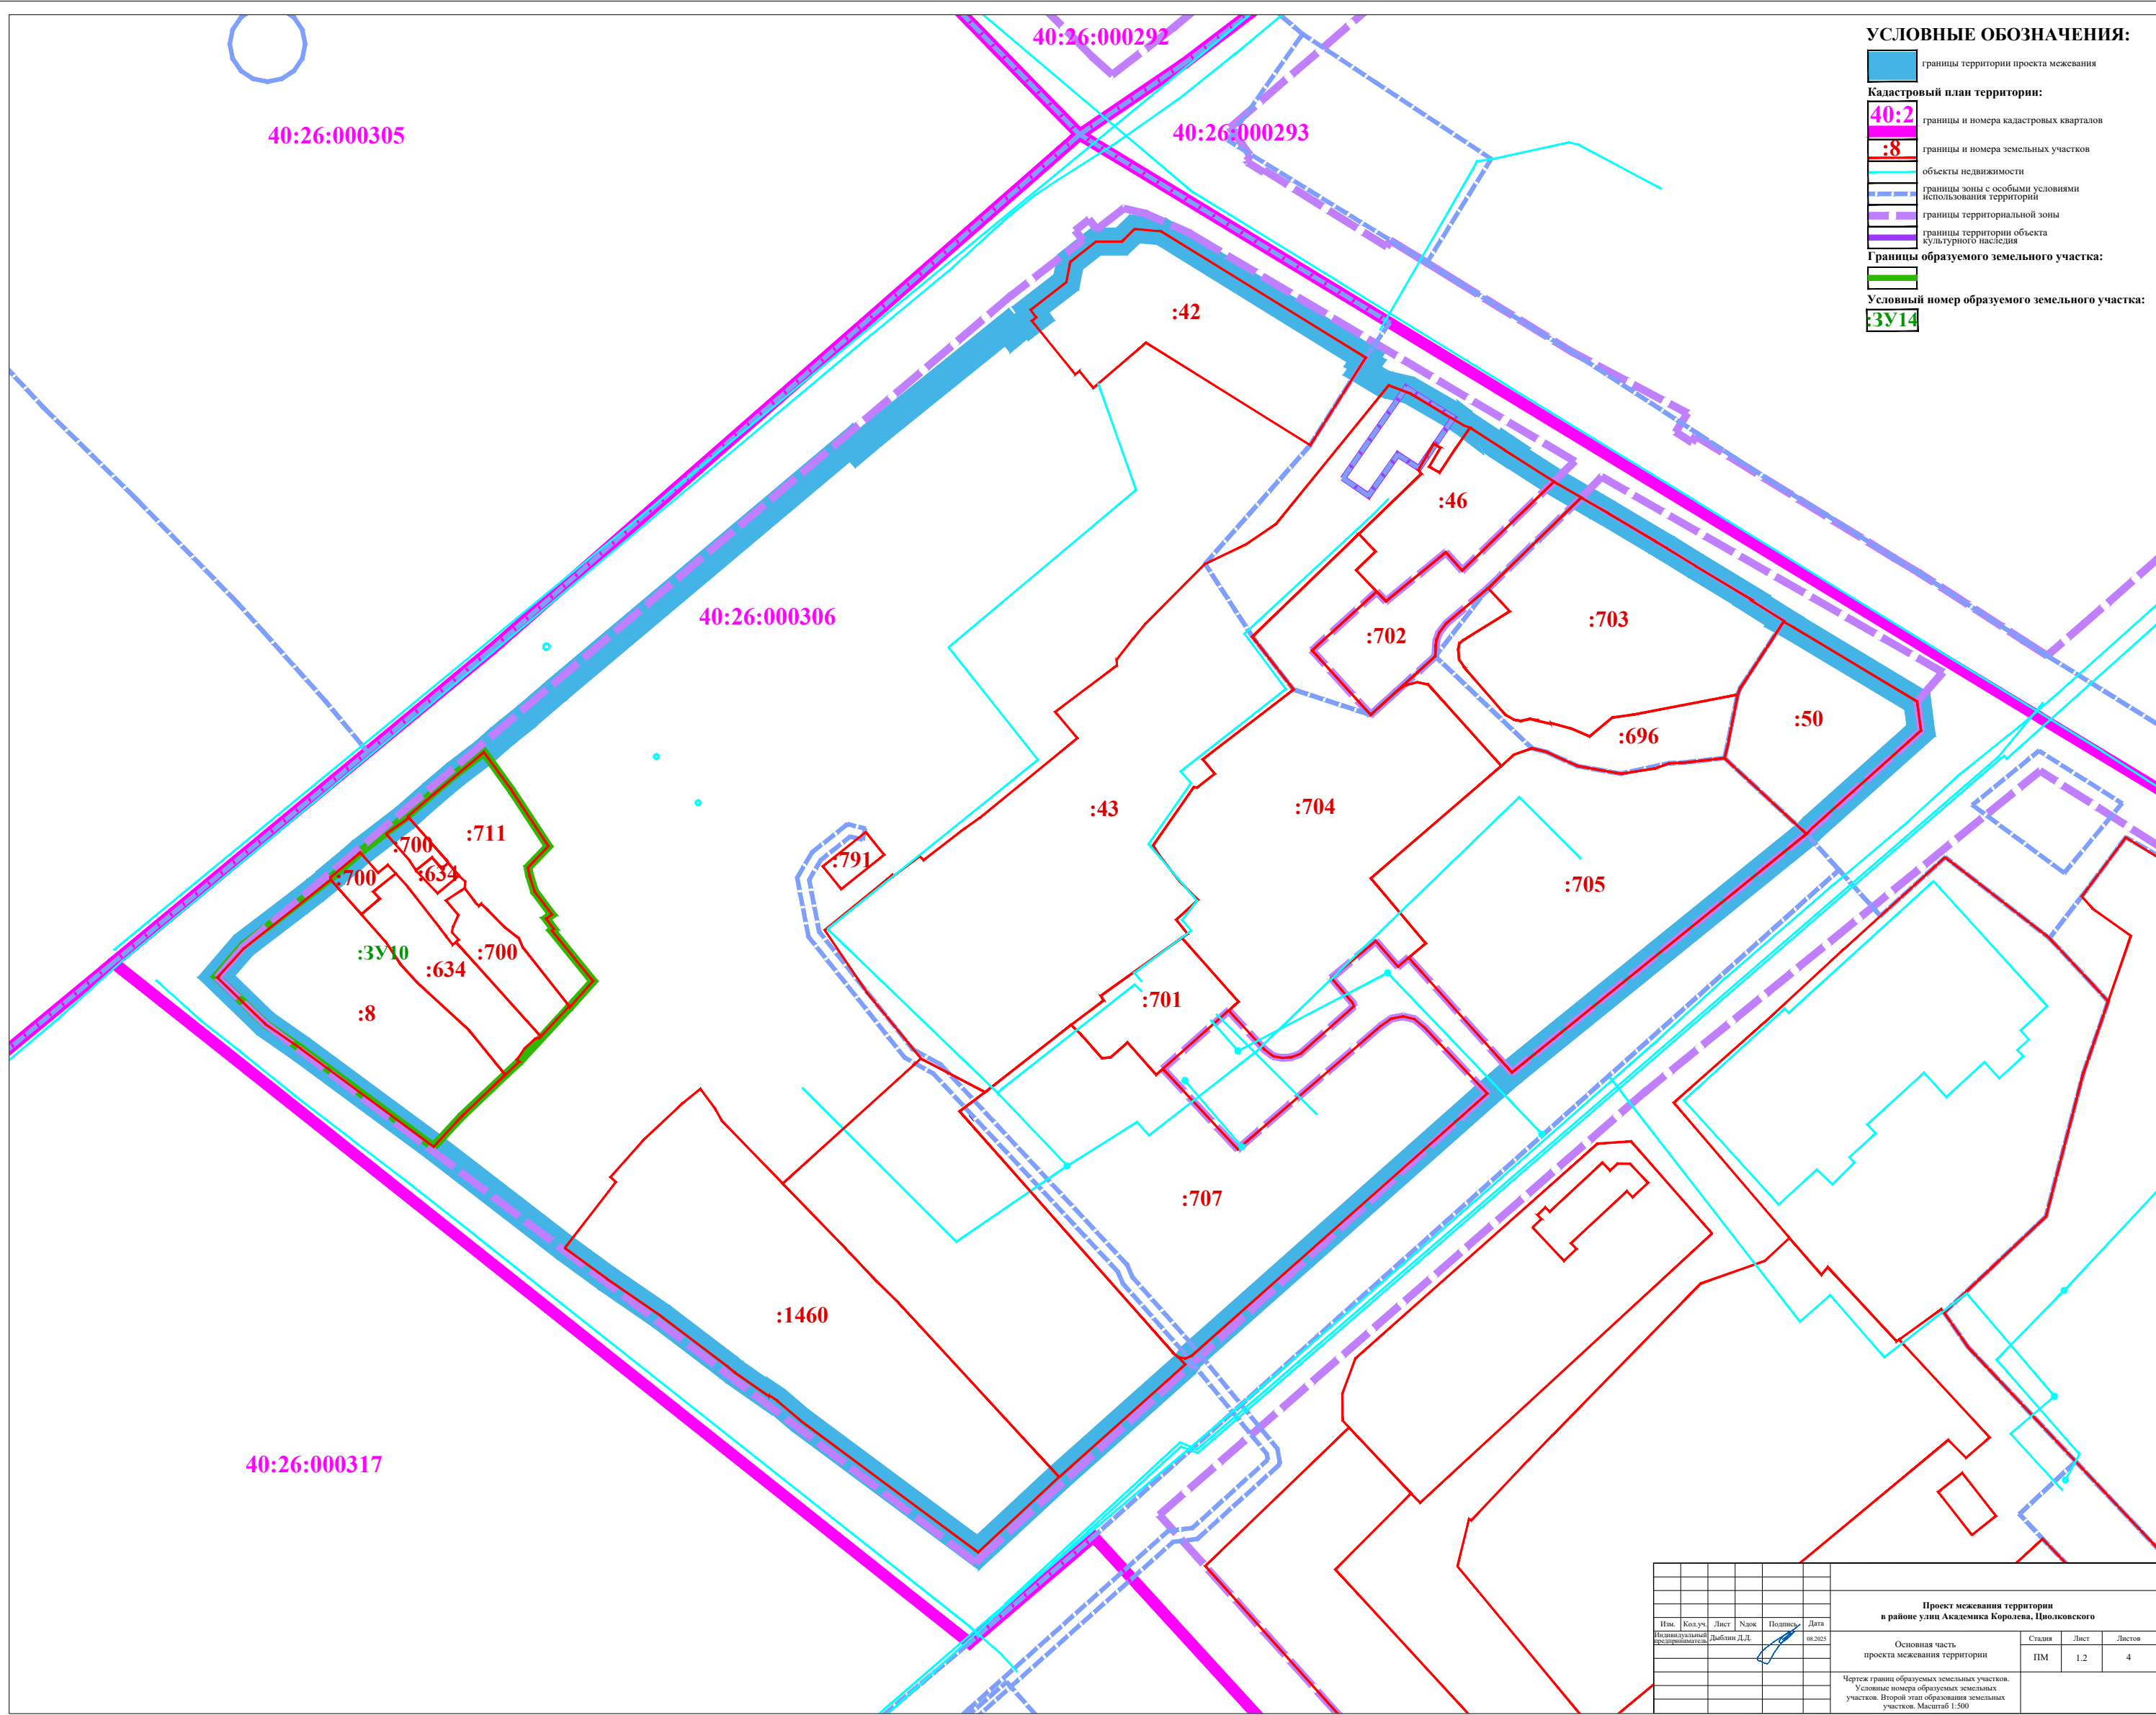 40:26:000292
40:26:000305
40:26:000293
УСЛОВНЫЕ ОБОЗНАЧЕНИЯ:
границы территории проекта межевания
Кадастровый план территории:
40:2
границы и номера кадастровых кварталов
:8
границы и номера земельных участков
объекты недвижимости
границы зоны с особыми условиями
использования территории
границы территориальной зоны
границы территории объекта
культурного наследия
Границы образуемого земельного участка:
Условный номер образуемого земельного участка:
:ЗУ14
:42
:46
40:26:000306
:702
:703
:50
:696
:43
:704
:711
:700
:791
:634
:700
:705
:ЗУ10
:700
:634
:701
:8
:707
:1460
40:26:000317
Проект межевания территории
в районе улиц Академика Королева, Циолковского
Изм. Кол.уч. Лист Nдок Подпись Дата
Индивидуальный
предприниматель
Дыблин Д.Д.
08.2025
Основная часть
проекта межевания территории
Стадия Лист Листов
ПМ 1.2 4
Чертеж границ образуемых земельных участков.
Условные номера образуемых земельных
участков. Второй этап образования земельных
участков. Масштаб 1:500